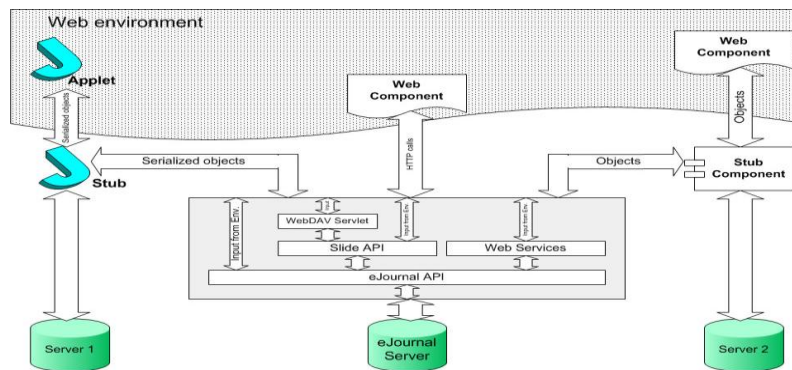 Web environment
Applet
Serialized objects
Web
Component
Web
Component
Objects
HTTP calls
Serialized objects
Stub
Objects
Stub
Component
Input from Env.
Input
WebDAV Servlet
Input from Env
Input from Env
Slide API
Web Services
eJournal API
Server 1
eJournal
Server
Server 2